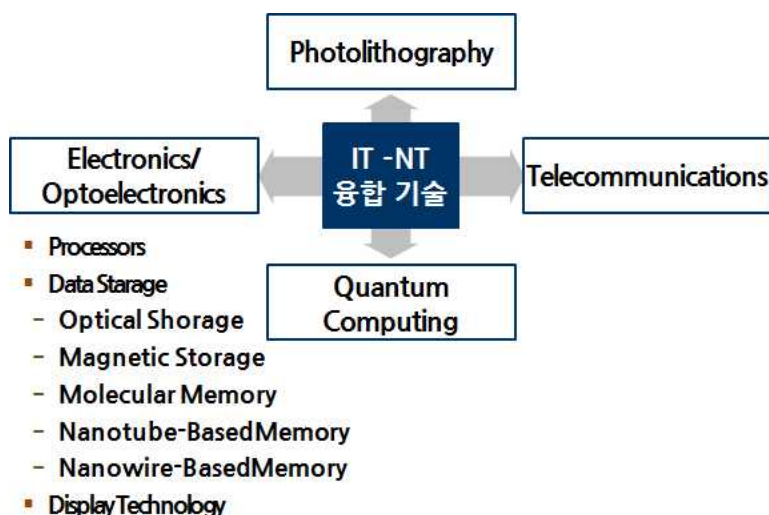 Photolithography
Electronics/
Optoelectronics
IT -NT
융합 기술
Telecommunications
Quantum
Computing
▪ Processors
▪ Data Starage
– Optical Shorage
– Magnetic Storage
– Molecular Memory
– Nanotube-BasedMemory
– Nanowire-BasedMemory
▪ DisplayTechnology